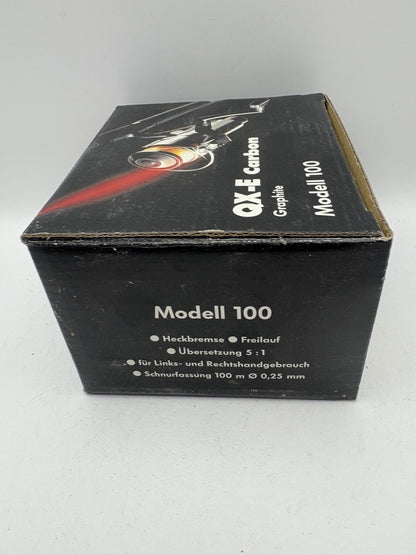 QX-E Carbon
Graphite
Modell 100
Modell 100
● Heckbremse ● Freilauf
● Übersetzung 5 : 1
● für Links- und Rechtshandgebrauch
● Schnurfassung 100 m Ø 0,25 mm